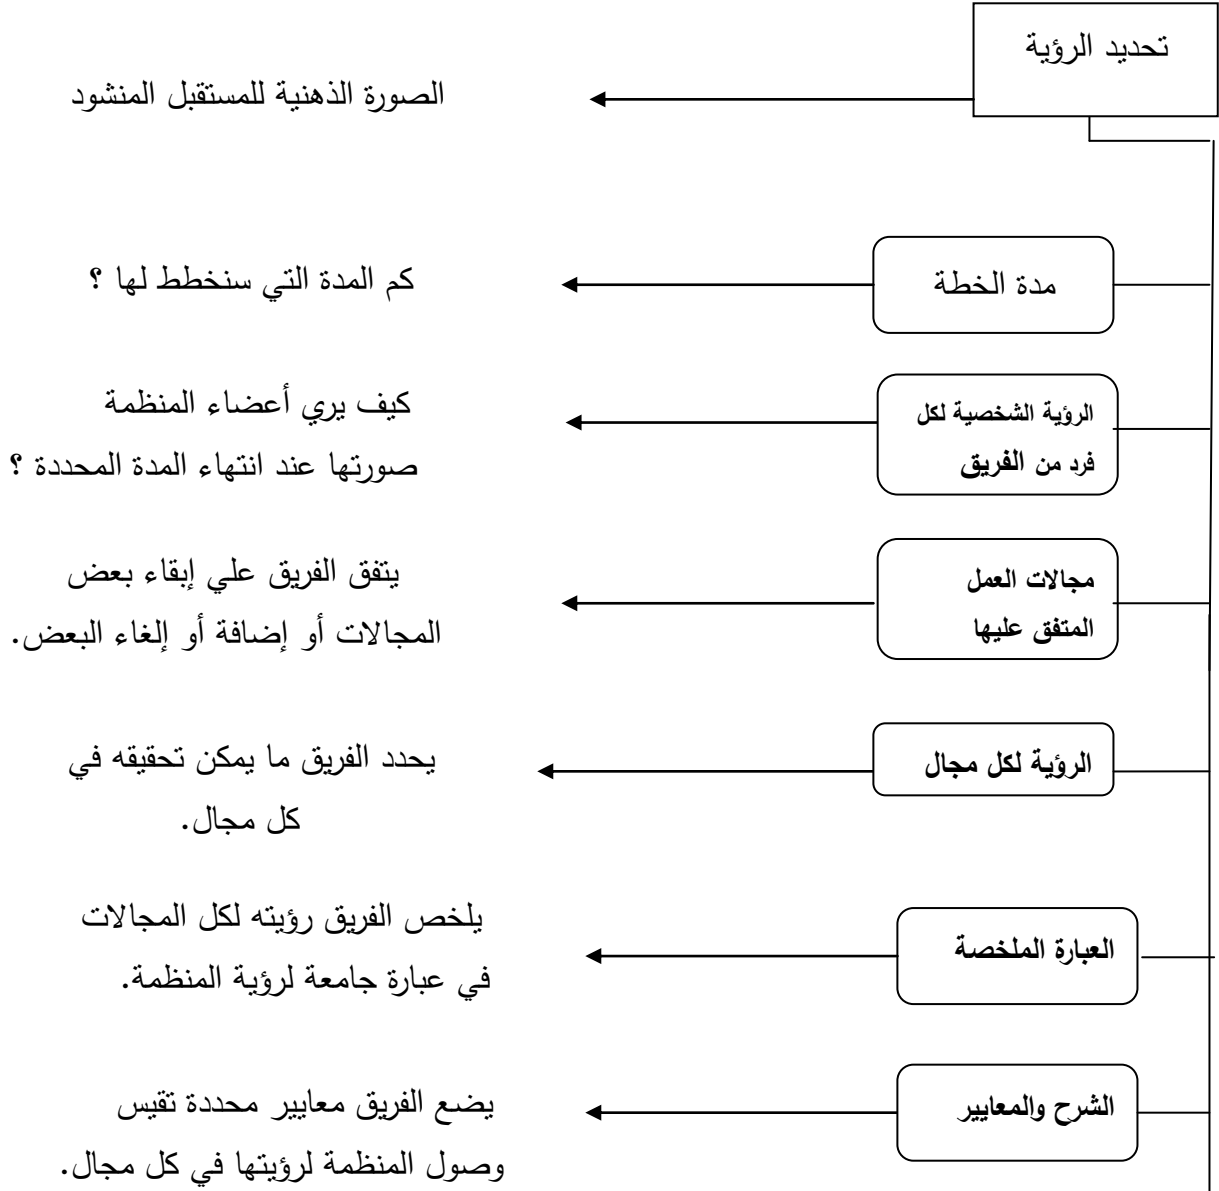 تحديد الرؤية
الصورة الذهنية للمستقبل المنشود
مدة الخطة
كم المدة التي سنخطط لها ؟
الرؤية الشخصية لكل
فرد من الفريق
كيف يري أعضاء المنظمة
صورتها عند انتهاء المدة المحددة ؟
مجالات العمل
المتفق عليها
يتفق الفريق علي إبقاء بعض
المجالات أو إضافة أو إلغاء البعض.
الرؤية لكل مجال
يحدد الفريق ما يمكن تحقيقه في
كل مجال.
العبارة الملخصة
يلخص الفريق رؤيته لكل المجالات
في عبارة جامعة لرؤية المنظمة.
الشرح والمعايير
يضع الفريق معايير محددة تقيس
وصول المنظمة لرؤيتها في كل مجال.